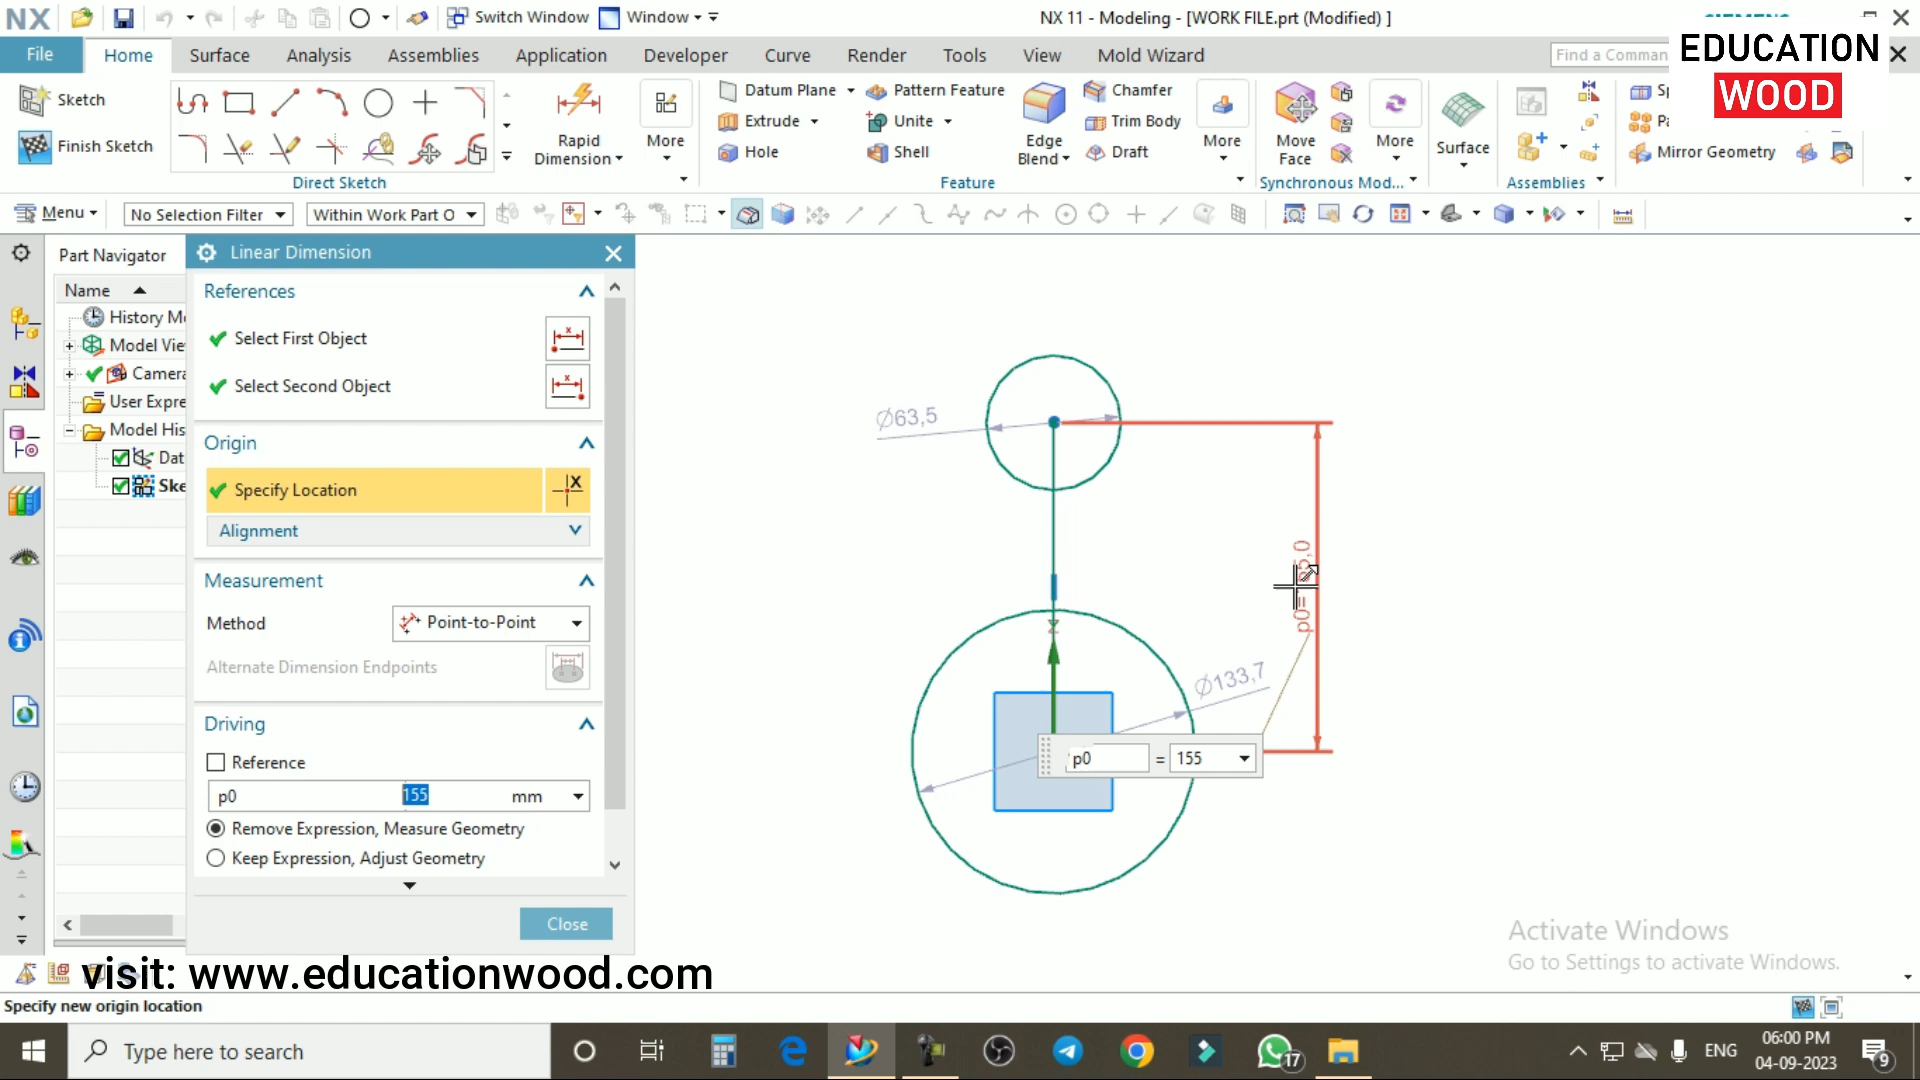 NX
Switch Window
Window
NX 11 - Modeling - [WORK FILE.prt (Modified) ]
File
Home
Surface
Analysis
Assemblies
Application
Developer
Curve
Render
Tools
View
Mold Wizard
Find a Comman
EDUCATION
WOOD
Sketch
Finish Sketch
Direct Sketch
Rapid
Dimension
More
Datum Plane
Extrude
Hole
Pattern Feature
Unite
Shell
Edge
Blend
Chamfer
Trim Body
Draft
More
Feature
Move
Face
More
Synchronous Mod...
Surface
Assemblies
Mirror Geometry
Menu
No Selection Filter
Within Work Part O
Part Navigator
Name
History Mo
Model Vie
Camera
User Expre
Model His
Dat
Ske
Linear Dimension
References
Select First Object
Select Second Object
Origin
Specify Location
Alignment
Measurement
Method
Point-to-Point
Alternate Dimension Endpoints
Driving
Reference
p0
155
mm
Remove Expression, Measure Geometry
Keep Expression, Adjust Geometry
Close
Ø63,5
Ø133,7
p0 = 155
Activate Windows
Go to Settings to activate Windows.
visit: www.educationwood.com
Specify new origin location
Type here to search
17
ENG
06:00 PM
04-09-2023
9